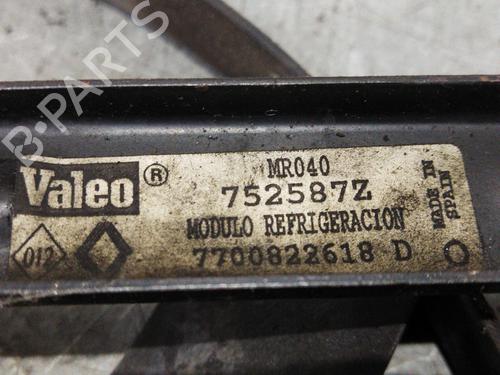 B-PARTS
Valeo®
MR040
752587Z
MODULO REFRIGERACION
7700822618 D
012
MADE IN
SPAIN